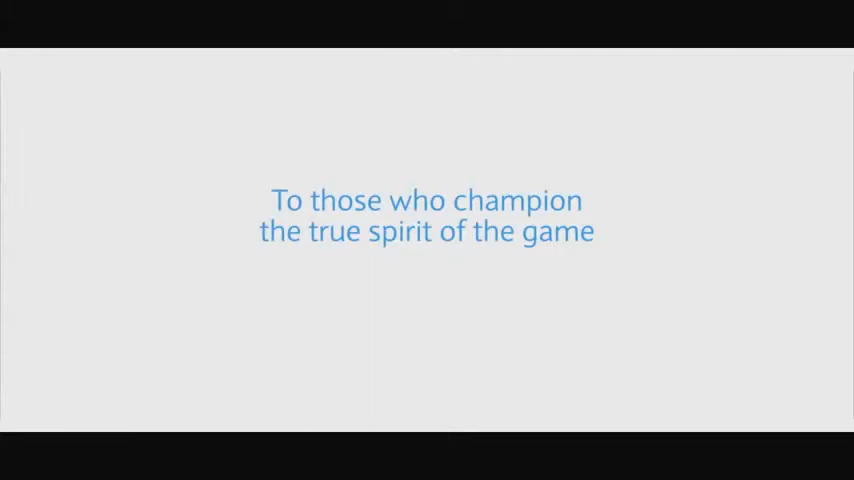 To those who champion
the true spirit of the game